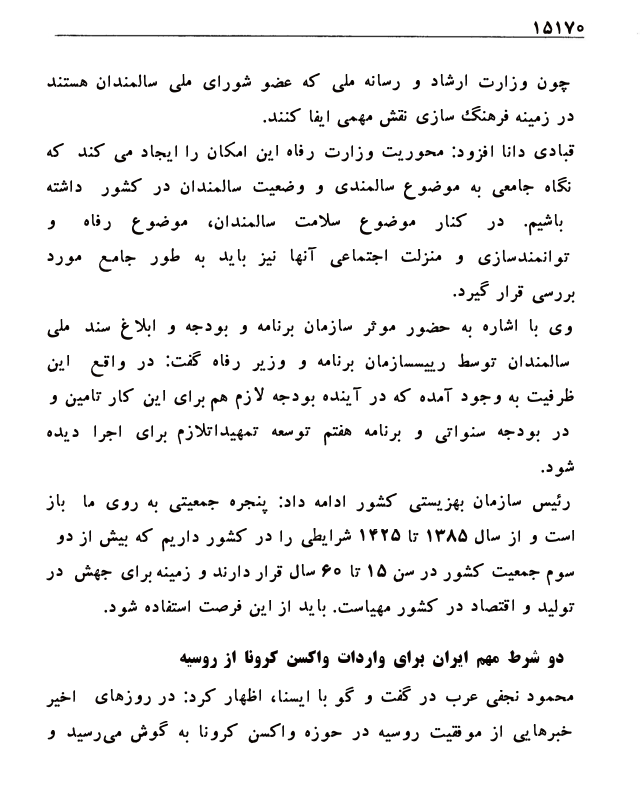 ۱۵۱۷۰
چون وزارت ارشاد و رسانه ملی که عضو شورای ملی سالمندان هستند
در زمینه فرهنگ سازی نقش مهمی ایفا کنند.
قبادی دانا افزود: محوریت وزارت رفاه این امکان را ایجاد می کند که
نگاه جامعی به موضوع سالمندی و وضعیت سالمندان در کشور داشته
باشیم. در کنار موضوع سلامت سالمندان، موضوع رفاه و
توانمندسازی و منزلت اجتماعی آنها نیز باید به طور جامع مورد
بررسی قرار گیرد.
وی با اشاره به حضور موثر سازمان برنامه و بودجه و ابلاغ سند ملی
سالمندان توسط رییسسازمان برنامه و وزیر رفاه گفت: در واقع این
ظرفیت به وجود آمده که در آینده بودجه لازم هم برای این کار تامین و
در بودجه سنواتی و برنامه هفتم توسعه تمهیداتلازم برای اجرا دیده
شود.
رئیس سازمان بهزیستی کشور ادامه داد: پنجره جمعیتی به روی ما باز
است و از سال ۱۳۸۵ تا ۱۴۲۵ شرایطی را در کشور داریم که بیش از دو
سوم جمعیت کشور در سن ۱۵ تا ۶۰ سال قرار دارند و زمینه برای جهش در
تولید و اقتصاد در کشور مهیاست. باید از این فرصت استفاده شود.
دو شرط مهم ایران برای واردات واکسن کرونا از روسیه
محمود نجفی عرب در گفت و گو با ایسنا، اظهار کرد: در روزهای اخیر
خبرهایی از موفقیت روسیه در حوزه واکسن کرونا به گوش می‌رسید و